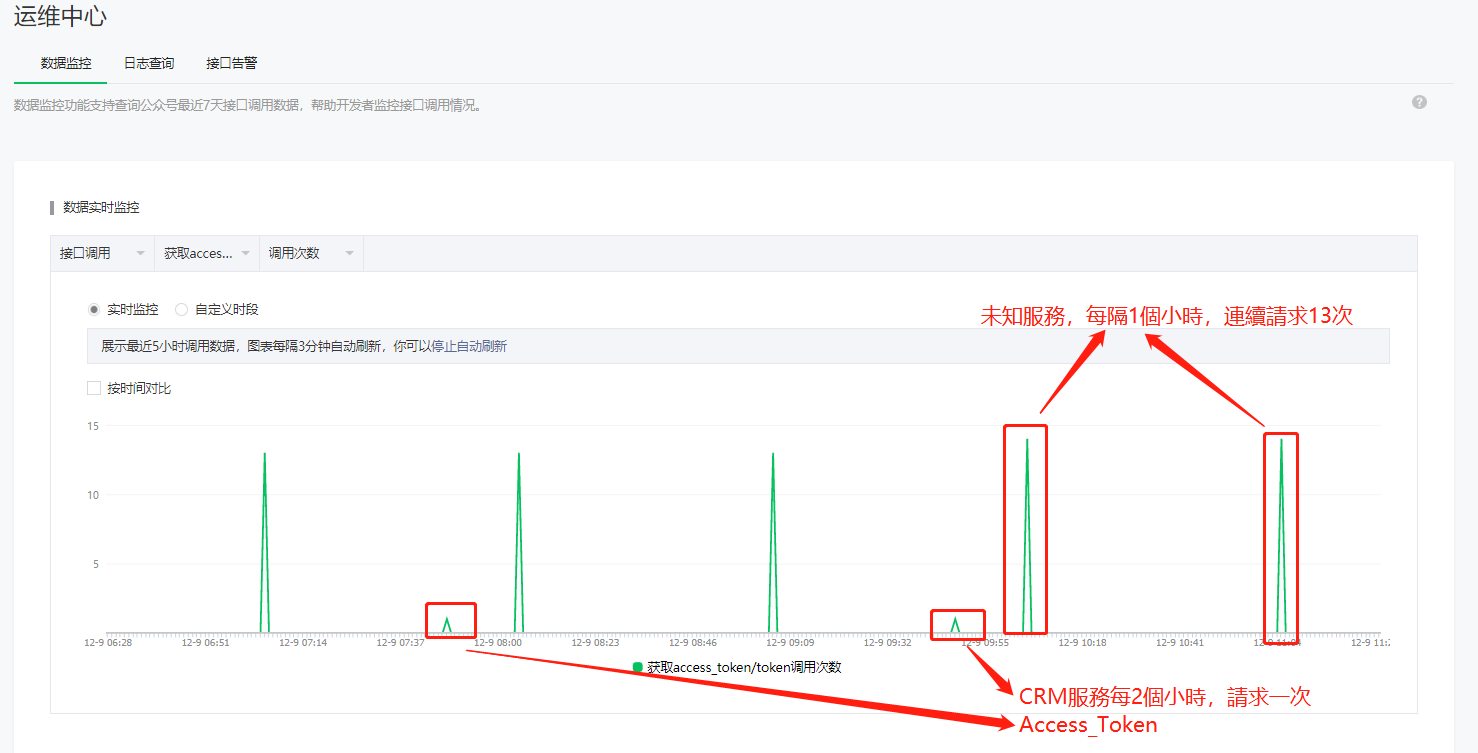 运维中心
数据监控 日志查询 接口告警
数据监控功能支持查询公众号最近7天接口调用数据，帮助开发者监控接口调用情况。
?
数据实时监控
接口调用 获取acces... 调用次数
实时监控 自定义时段
未知服務，每隔1個小時，連續請求13次
展示最近5小时调用数据，图表每隔3分钟自动刷新，你可以停止自动刷新
按时间对比
15
10
5
12-9 06:28 12-9 06:51 12-9 07:14 12-9 07:37 12-9 08:00 12-9 08:23 12-9 08:46 12-9 09:09 12-9 09:32 12-9 09:55 12-9 10:18 12-9 10:41 12-9 11:04 12-9 11:2
获取access_token/token调用次数
CRM服務每2個小時，請求一次
Access_Token